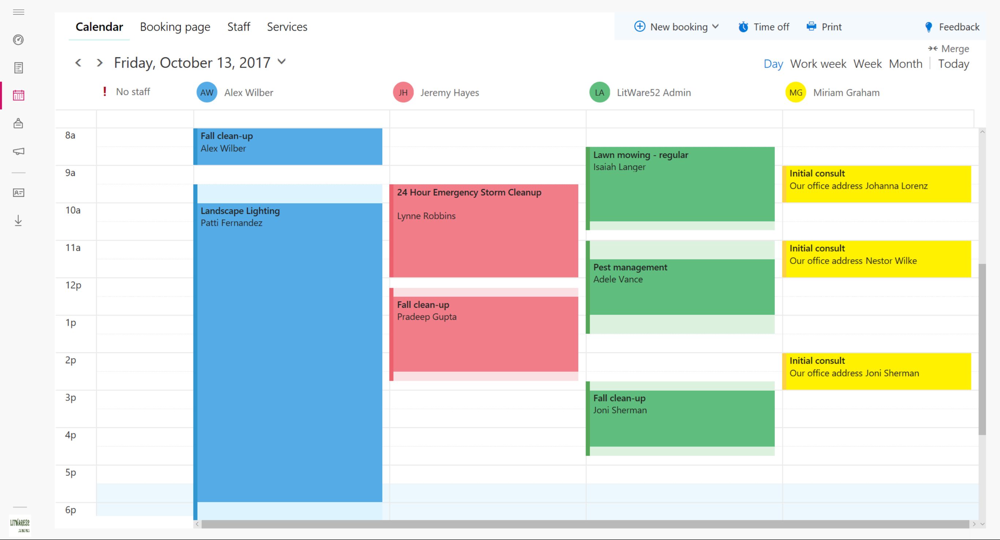 Calendar Booking page Staff Services New booking Time off Print Feedback
Merge
Friday, October 13, 2017 Day Work week Week Month Today
! No staff AW Alex Wilber JH Jeremy Hayes LA LitWare52 Admin MG Miriam Graham
8a
Fall clean-up
Alex Wilber
Lawn mowing - regular
Isaiah Langer
9a
Initial consult
Our office address Johanna Lorenz
24 Hour Emergency Storm Cleanup
Lynne Robbins
10a
Landscape Lighting
Patti Fernandez
11a
Initial consult
Our office address Nestor Wilke
Pest management
Adele Vance
12p
Fall clean-up
Pradeep Gupta
1p
2p
Initial consult
Our office address Joni Sherman
3p
Fall clean-up
Joni Sherman
4p
5p
6p
LITWARE52